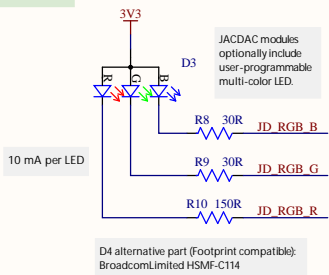 3V3
JACDAC modules
optionally include
user-programmable
multi-color LED.
D3
R
G
B
R8 30R JD_RGB_B
10 mA per LED
R9 30R JD_RGB_G
R10 150R JD_RGB_R
D4 alternative part (Footprint compatible):
BroadcomLimited HSMF-C114